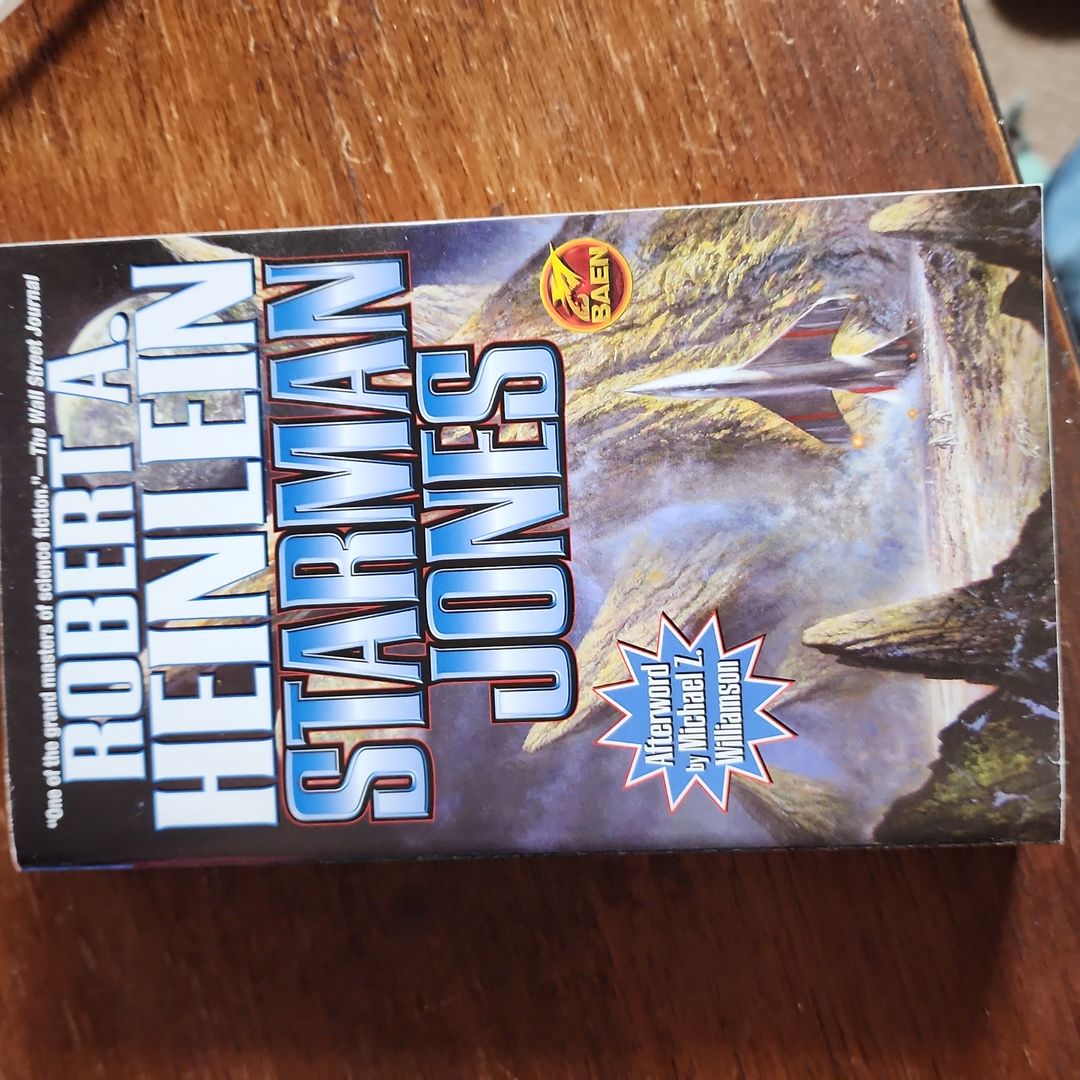 "One of the grand masters of science fiction."—The Wall Street Journal
ROBERT A.
HEINLEIN
STARMAN
JONES
BAEN
Afterword
by Michael Z.
Williamson